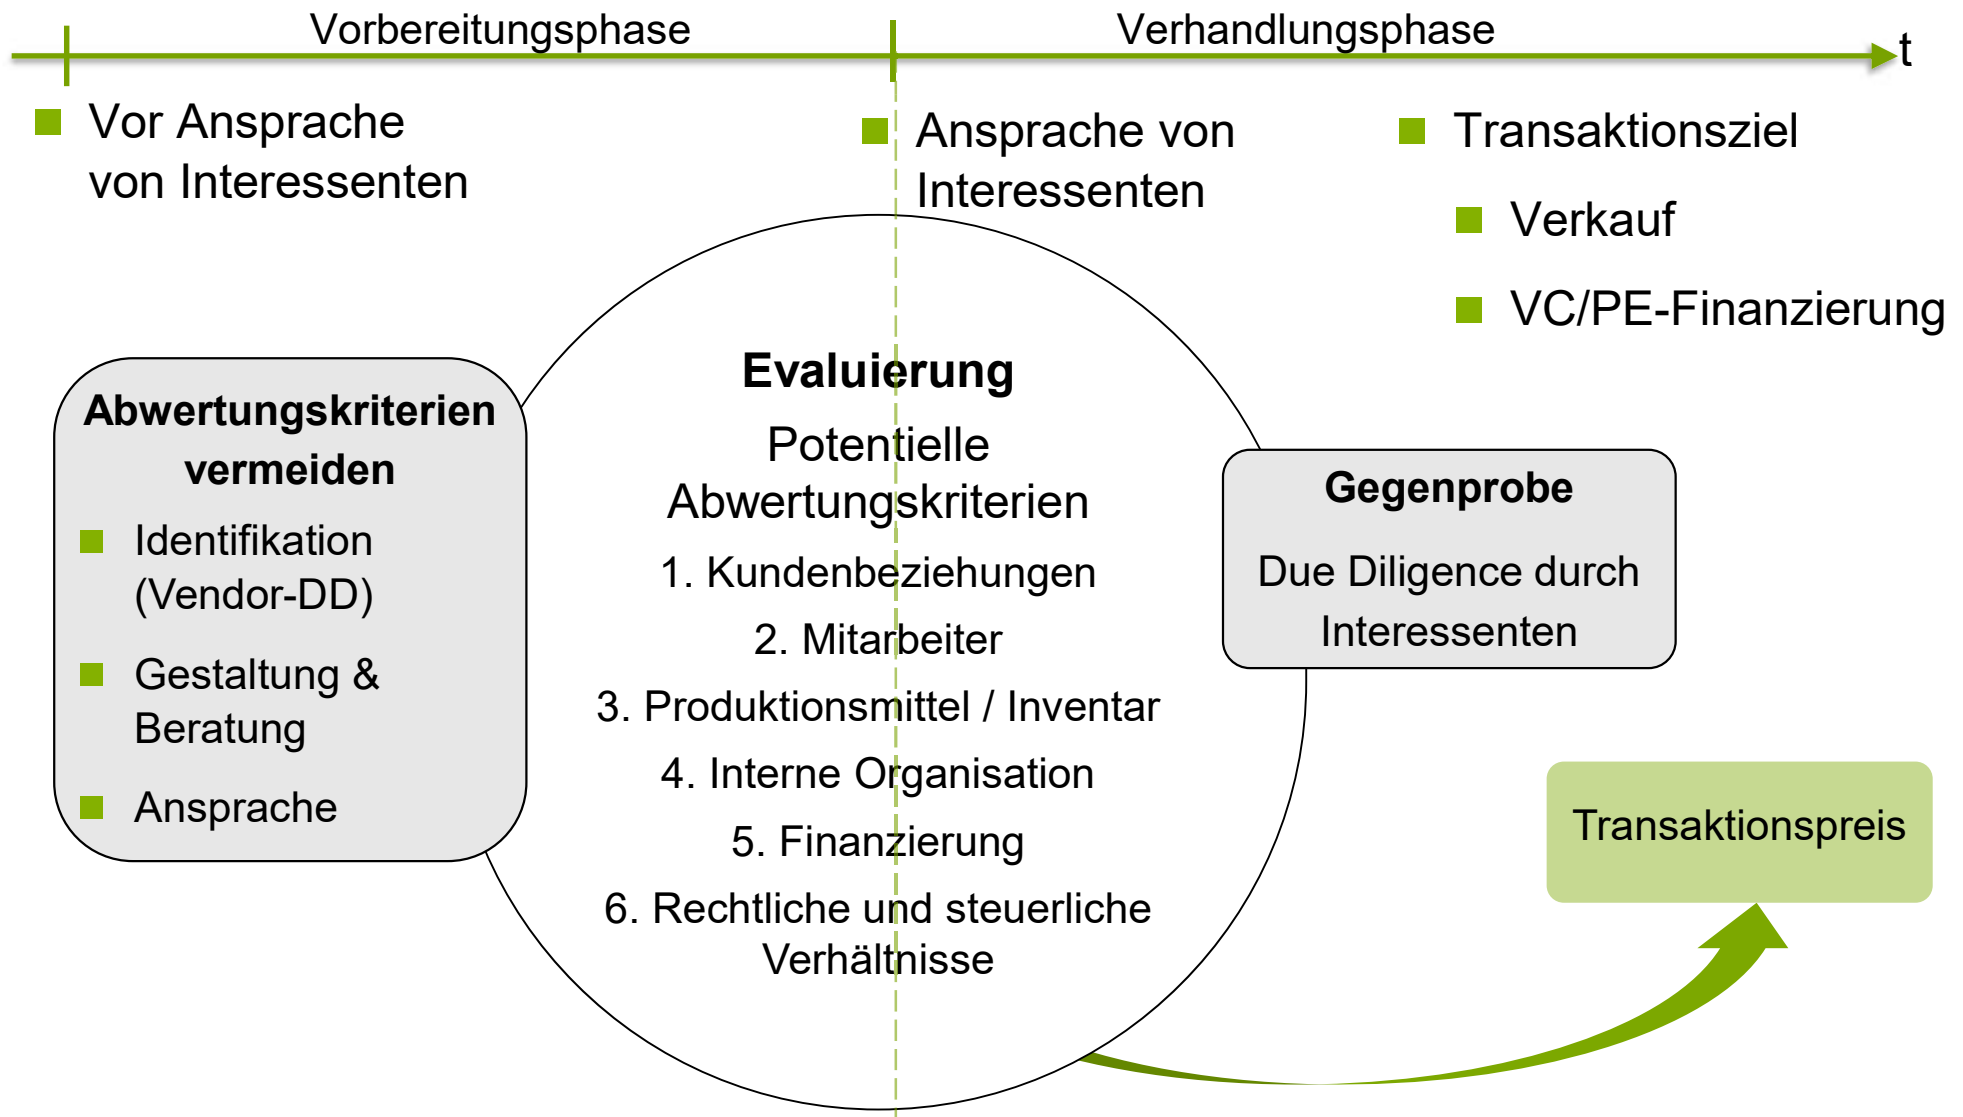 Vorbereitungsphase
Verhandlungsphase
t
Vor Ansprache
von Interessenten
Ansprache von
Interessenten
Transaktionsziel
Verkauf
VC/PE-Finanzierung
Abwertungskriterien
vermeiden
Identifikation
(Vendor-DD)
Gestaltung &
Beratung
Ansprache
Evaluierung
Potentielle
Abwertungskriterien
1. Kundenbeziehungen
2. Mitarbeiter
3. Produktionsmittel / Inventar
4. Interne Organisation
5. Finanzierung
6. Rechtliche und steuerliche
Verhältnisse
Gegenprobe
Due Diligence durch
Interessenten
Transaktionspreis